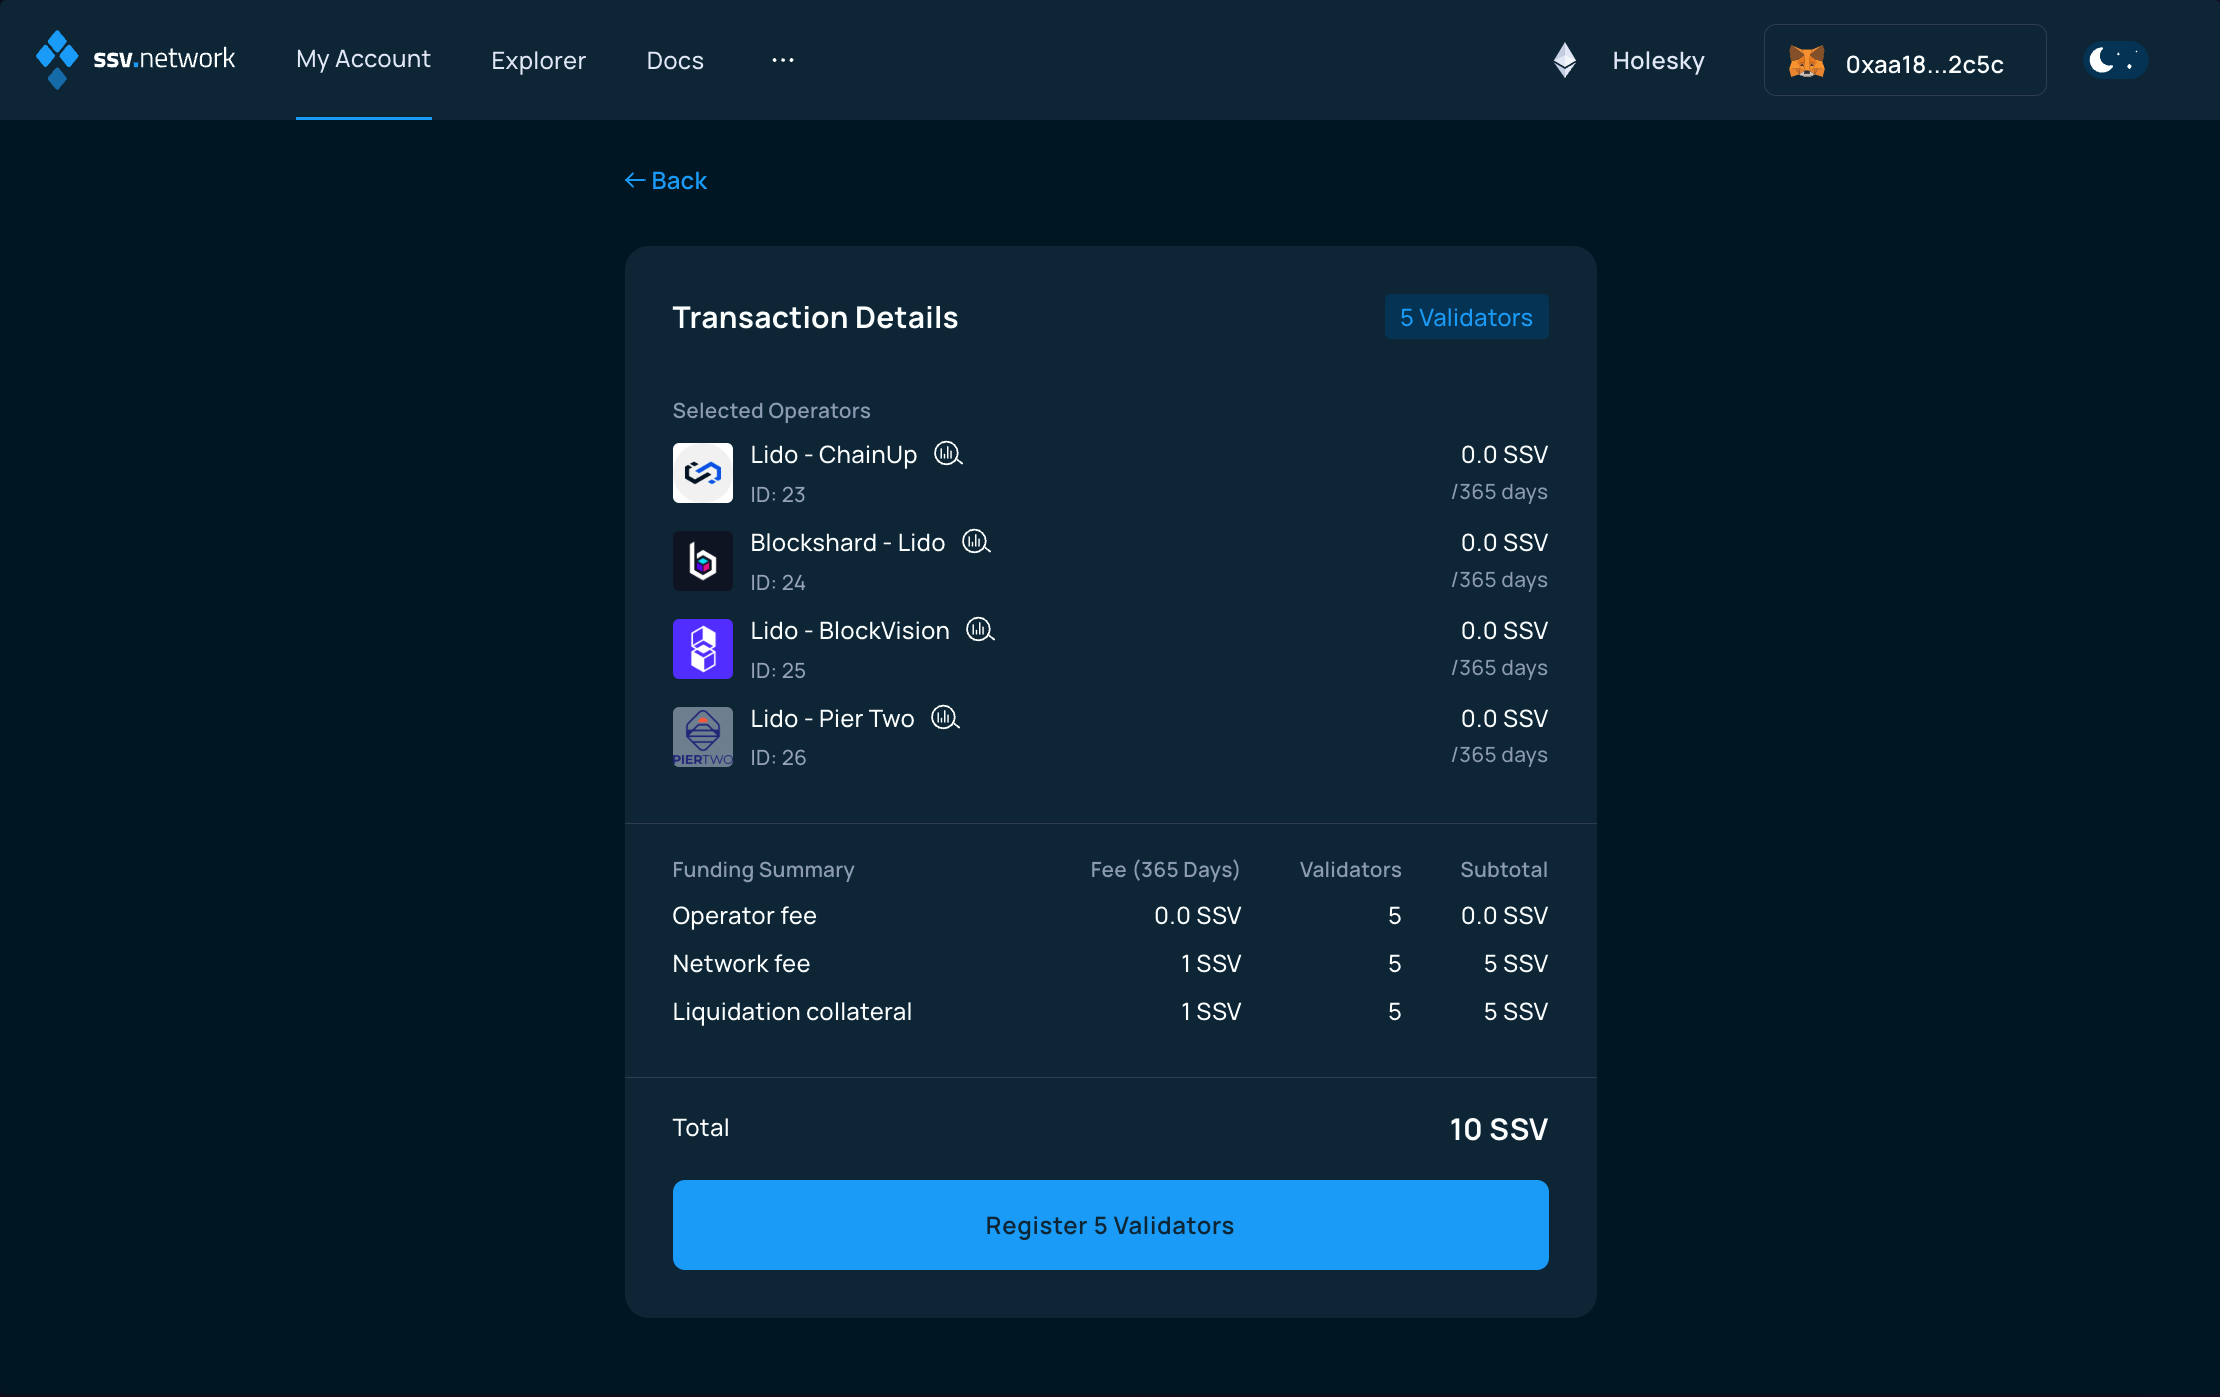 ssv.network My Account Explorer Docs ... Holesky 0xaa18...2c5c
← Back
Transaction Details 5 Validators
Selected Operators
Lido - ChainUp 0.0 SSV
ID: 23 /365 days
Blockshard - Lido 0.0 SSV
ID: 24 /365 days
Lido - BlockVision 0.0 SSV
ID: 25 /365 days
Lido - Pier Two 0.0 SSV
PIERTWO ID: 26 /365 days
Funding Summary Fee (365 Days) Validators Subtotal
Operator fee 0.0 SSV 5 0.0 SSV
Network fee 1 SSV 5 5 SSV
Liquidation collateral 1 SSV 5 5 SSV
Total 10 SSV
Register 5 Validators